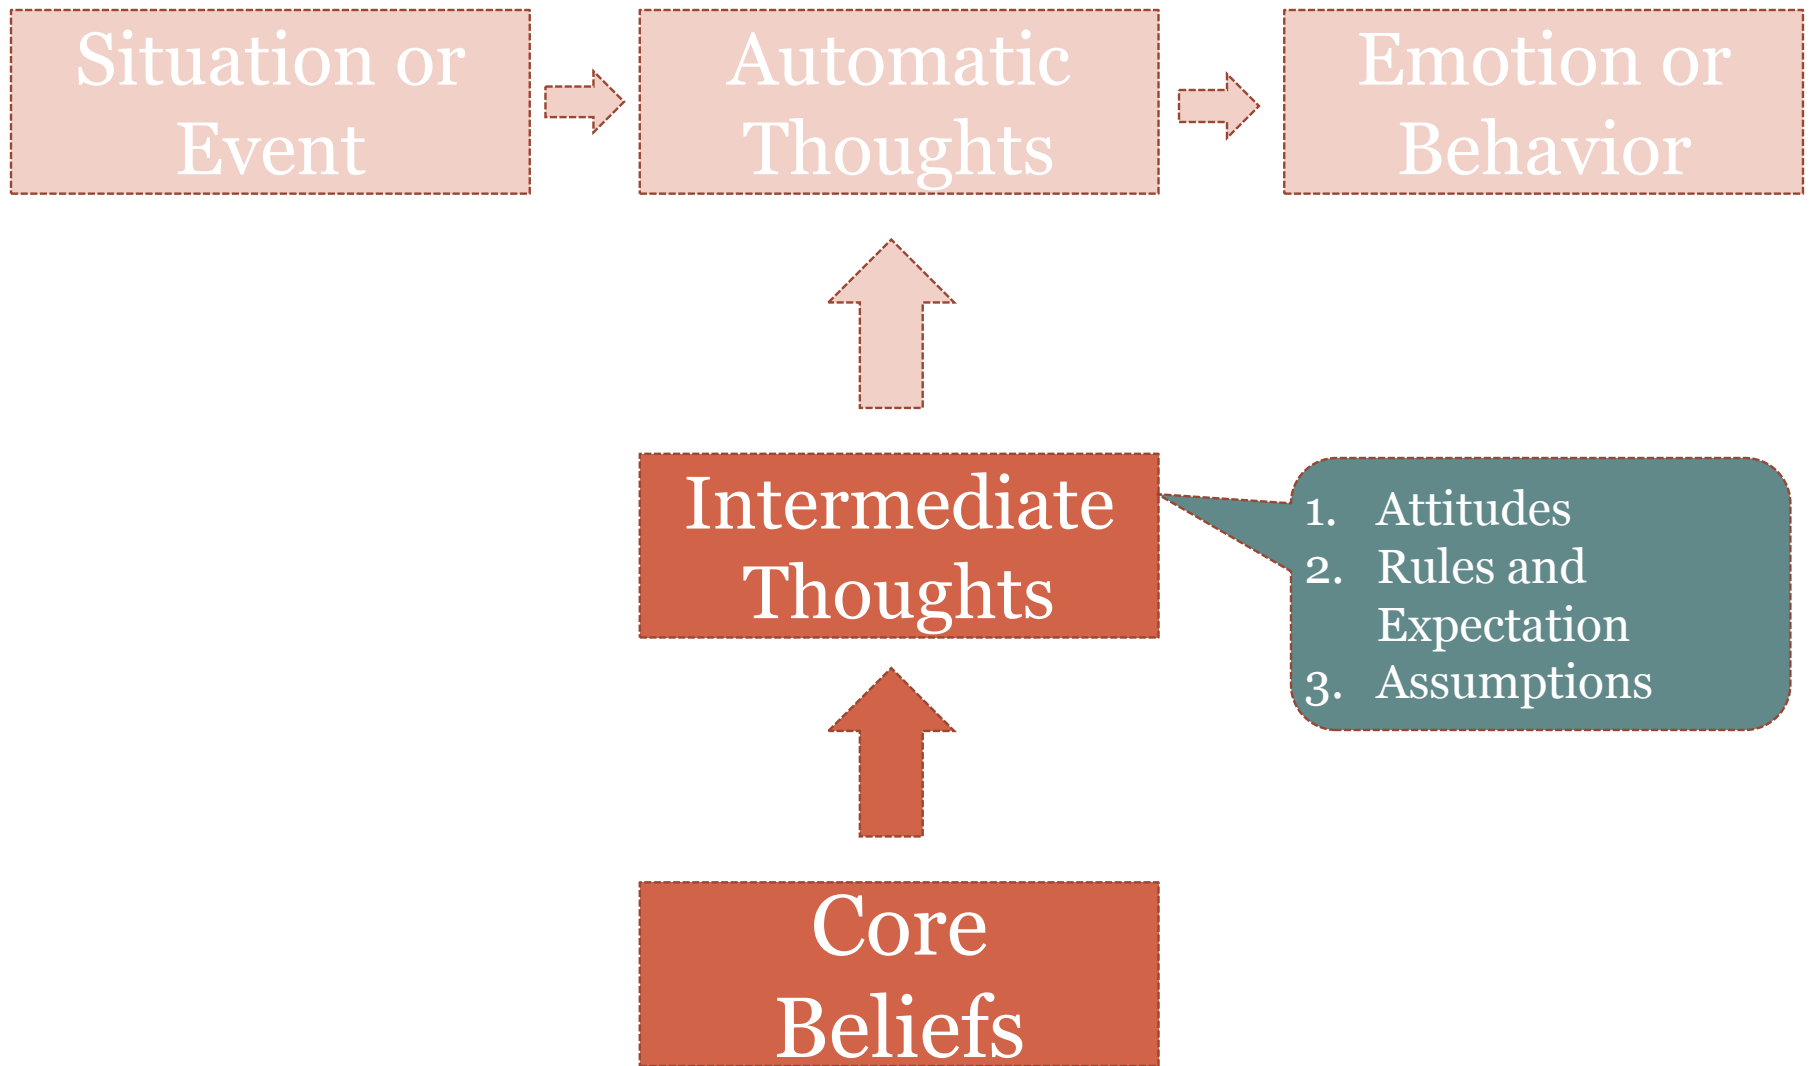 Situation or
Event
Automatic
Thoughts
Emotion or
Behavior
Intermediate
Thoughts
1. Attitudes
2. Rules and
Expectation
3. Assumptions
Core
Beliefs